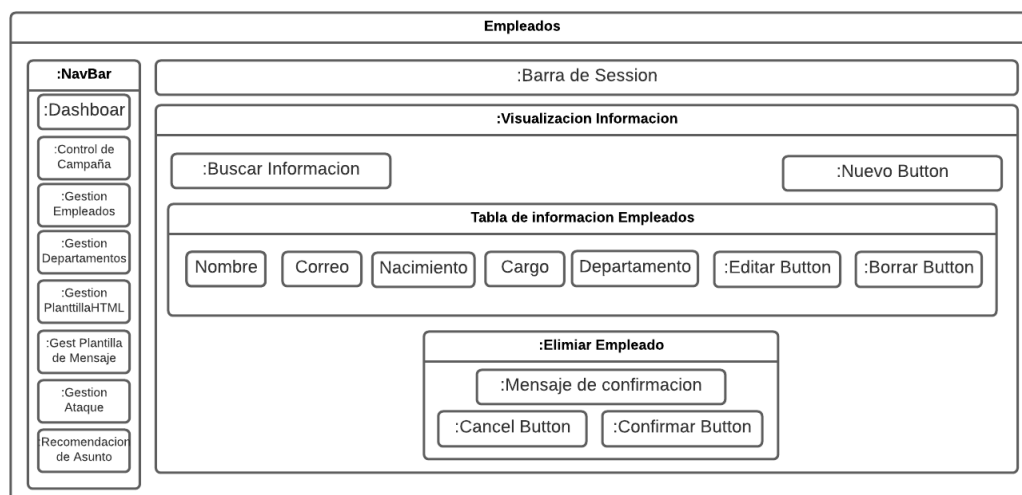 Empleados
:NavBar
:Dashboar
:Control de
Campaña
:Gestion
Empleados
:Gestion
Departamentos
:Gestion
PlanttillaHTML
:Gest Plantilla
de Mensaje
:Gestion
Ataque
:Recomendacion
de Asunto
:Barra de Session
:Visualizacion Informacion
:Buscar Informacion
:Nuevo Button
Tabla de informacion Empleados
Nombre
Correo
Nacimiento
Cargo
Departamento
:Editar Button
:Borrar Button
:Elimiar Empleado
:Mensaje de confirmacion
:Cancel Button
:Confirmar Button